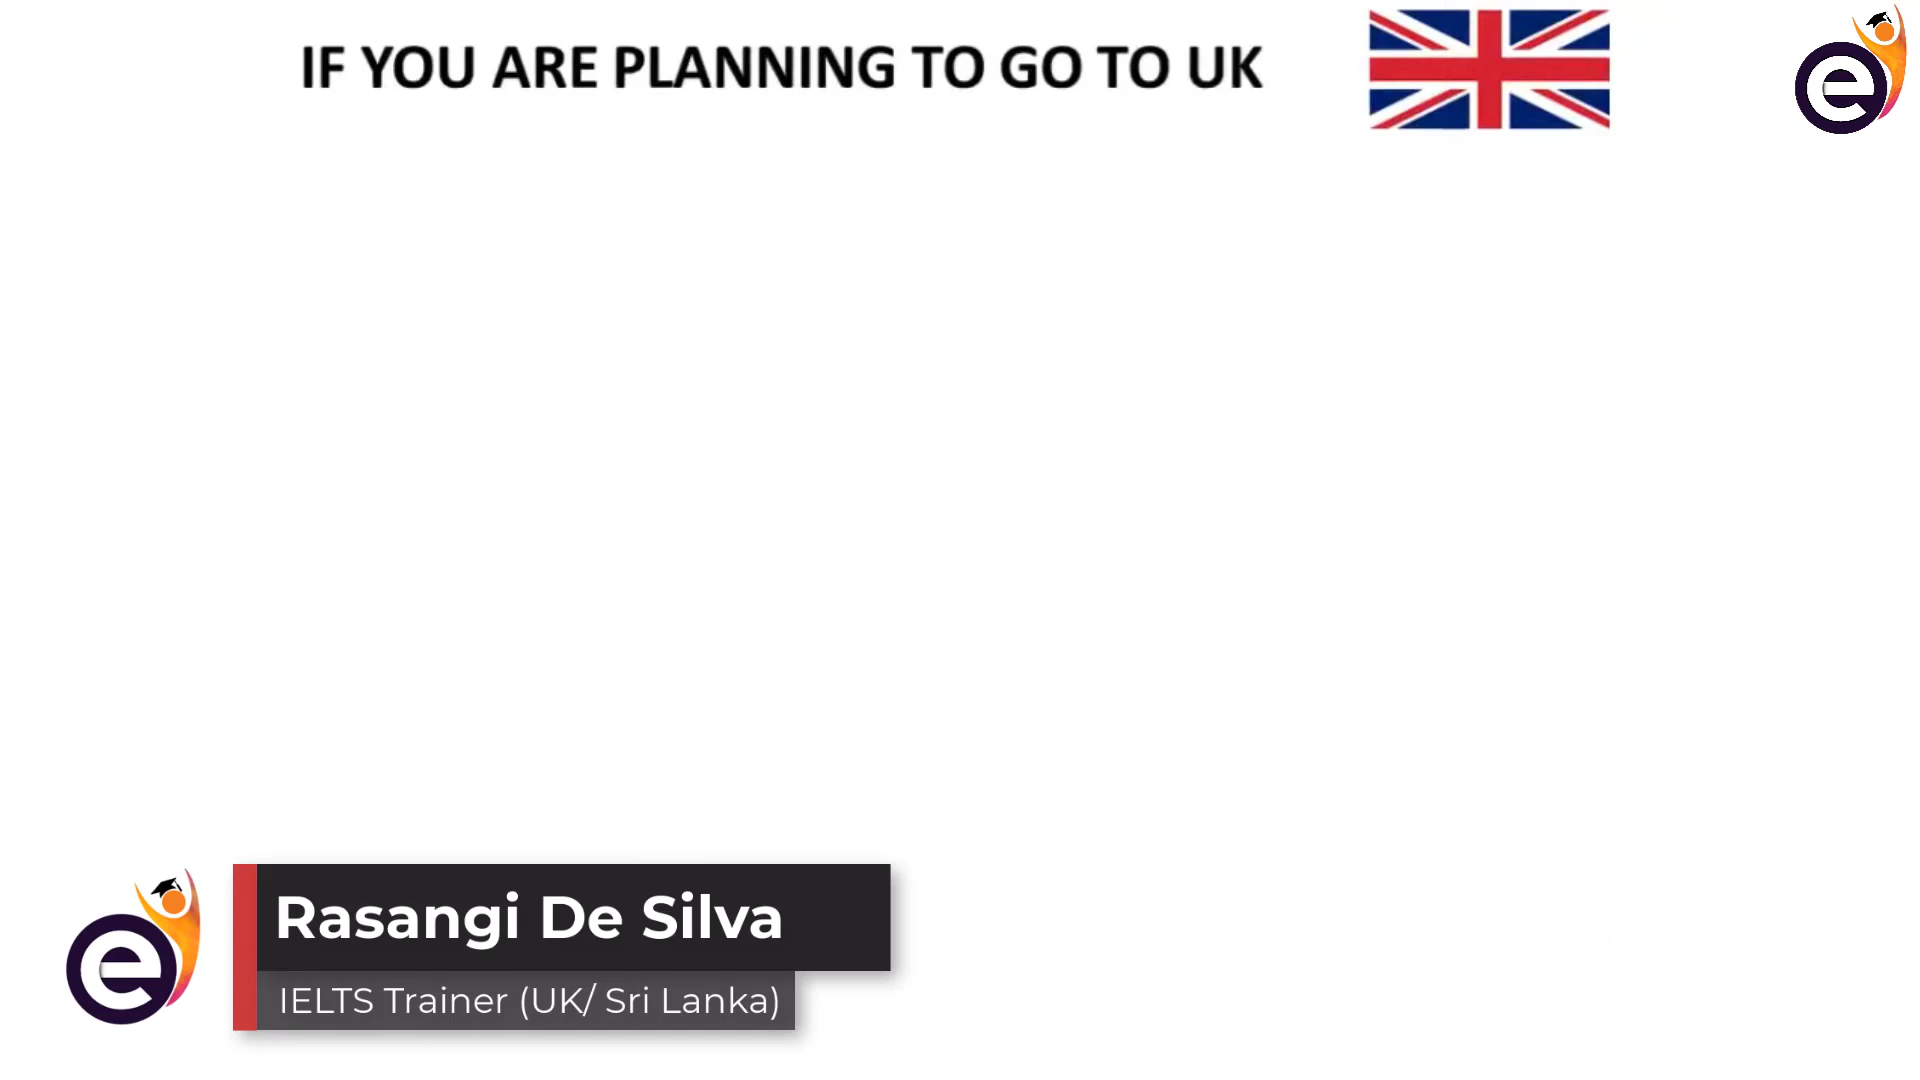 IF YOU ARE PLANNING TO GO TO UK
e
e
Rasangi De Silva
IELTS Trainer (UK/ Sri Lanka)